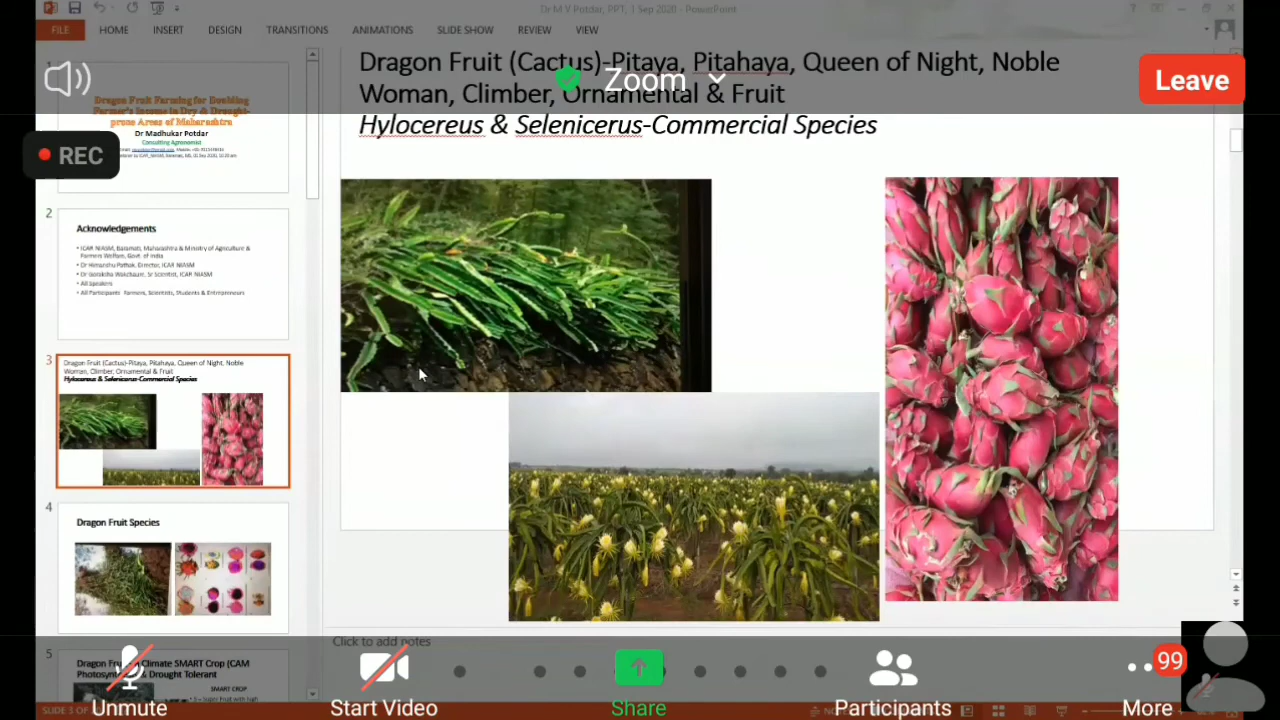 Dr M V Potdar, PPT, 1 Sep 2020 - PowerPoint
FILE HOME INSERT DESIGN TRANSITIONS ANIMATIONS SLIDE SHOW REVIEW VIEW
Zoom
Leave
REC
Dragon Fruit (Cactus)-Pitaya, Pitahaya, Queen of Night, Noble
Woman, Climber, Ornamental & Fruit
Hylocereus & Selenicerus-Commercial Species
Dragon Fruit Farming for Doubling
Farmer's Income in Dry & Drought-
prone Areas of Maharashtra
Dr Madhukar Potdar
Consulting Agronomist
2
Acknowledgements
• ICAR NIASM, Baramati, Maharashtra & Ministry of Agriculture &
Farmers Welfare, Govt. of India
• Dr Himanshu Pathak, Director, ICAR NIASM
• Dr Goraksha Wakchaure, Sr Scientist, ICAR NIASM
• All Speakers
• All Participants Farmers, Scientists, Students & Entrepreneurs
3
Dragon Fruit (Cactus)-Pitaya, Pitahaya, Queen of Night, Noble
Woman, Climber, Ornamental & Fruit
Hylocereus & Selenicerus-Commercial Species
4
Dragon Fruit Species
5
Dragon Fruit Climate SMART Crop (CAM
Photosynt & Drought Tolerant
SMART CROP
Click to add notes
SLIDE 3 OF
99
Unmute
Start Video
Share
Participants
More